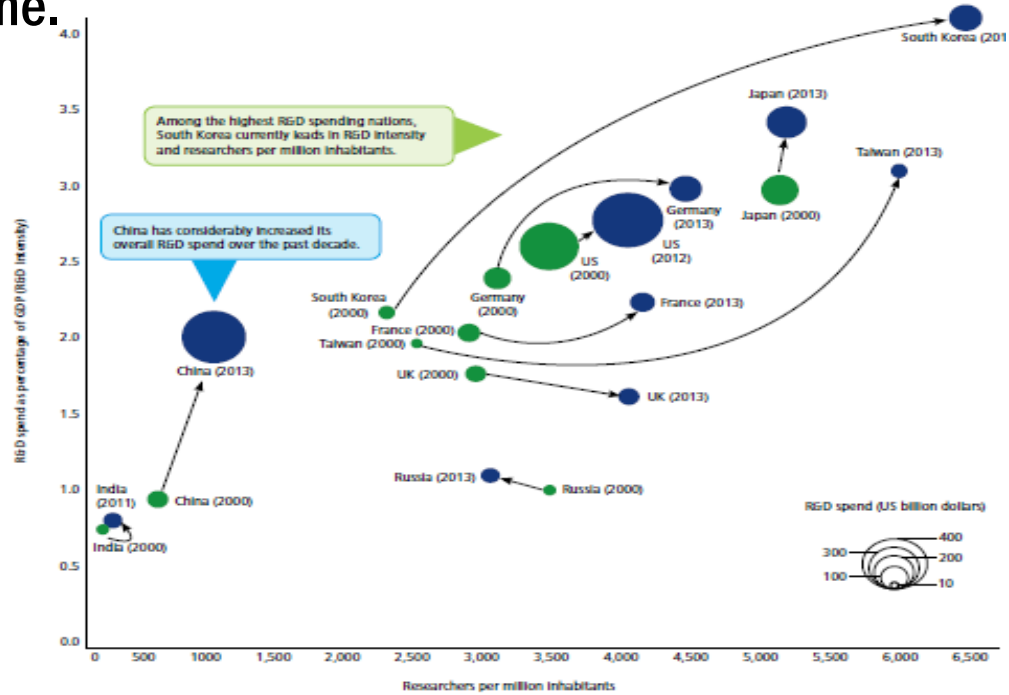 ne.
4.0
South Korea (201
Japan (2013)
3.5
Among the highest R&D spending nations,
South Korea currently leads in R&D intensity
and researchers per million inhabitants.
Taiwan (2013)
3.0
Germany
(2013)
Japan (2000)
China has considerably increased its
overall R&D spend over the past decade.
US
(2012)
2.5
US
(2000)
Germany
(2000)
South Korea
(2000)
France (2013)
France (2000)
2.0
Taiwan (2000)
China (2013)
UK (2000)
UK (2013)
1.5
Russia (2013)
Russia (2000)
1.0
India
(2011)
China (2000)
India (2000)
R&D spend (US billion dollars)
400
300
200
100
10
0.5
0.0
R&D spend as percentage of GDP (R&D Intensity)
0 500 1000 1,500 2,000 2,500 3,000 3,500 4,000 4,500 5,000 5,500 6,000 6,500
Researchers per million inhabitants